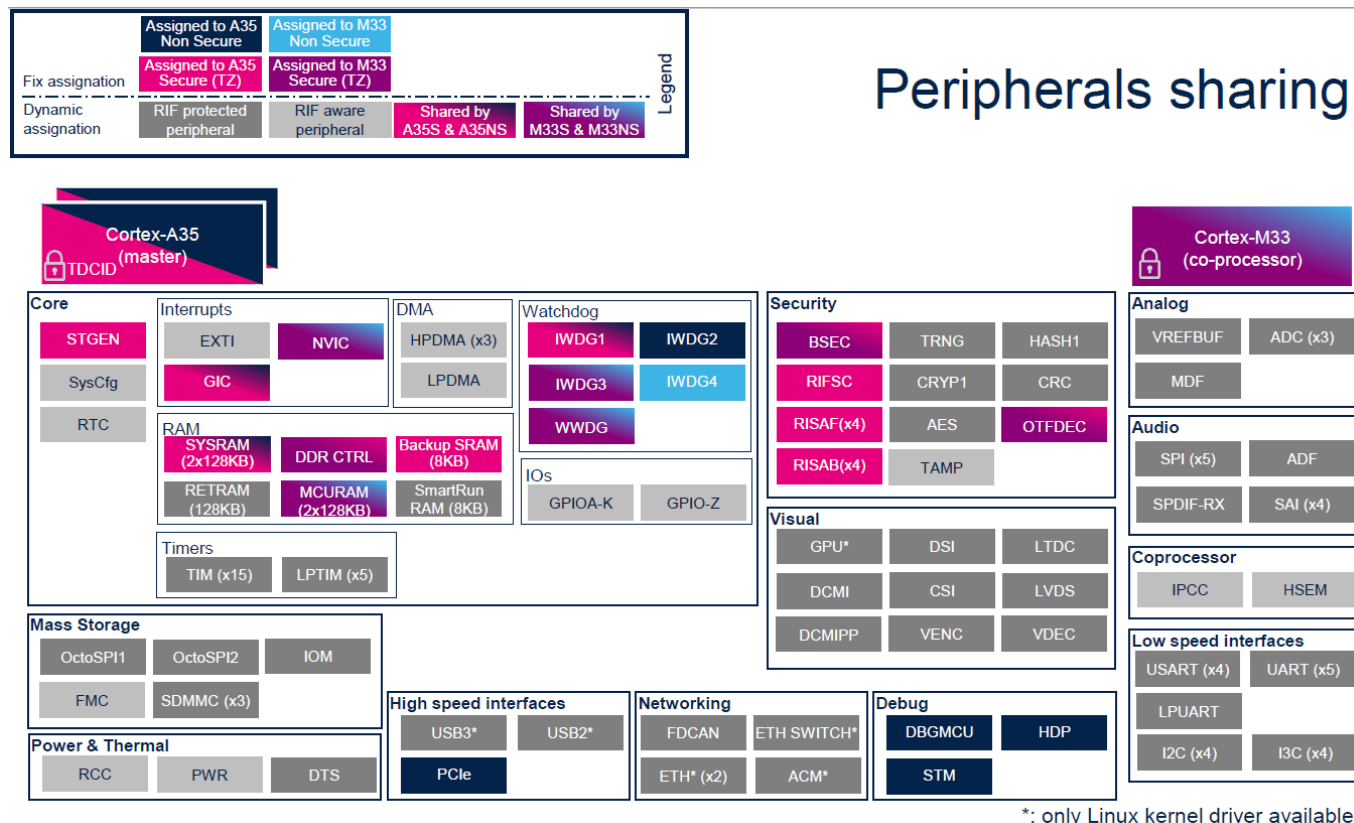 Assigned to A35
Non Secure
Assigned to M33
Non Secure
Fix assignation
Assigned to A35
Secure (TZ)
Assigned to M33
Secure (TZ)
Dynamic
assignation
RIF protected
peripheral
RIF aware
peripheral
Shared by
A35S & A35NS
Shared by
M33S & M33NS
Legend
Peripherals sharing
Cortex-A35
(master)
TDCID
Cortex-M33
(co-processor)
Core
STGEN
SysCfg
RTC
Interrupts
EXTI
NVIC
GIC
DMA
HPDMA (x3)
LPDMA
Watchdog
IWDG1
IWDG2
IWDG3
IWDG4
WWDG
RAM
SYSRAM
(2x128KB)
DDR CTRL
Backup SRAM
(8KB)
RETRAM
(128KB)
MCURAM
(2x128KB)
SmartRun
RAM (8KB)
IOs
GPIOA-K
GPIO-Z
Timers
TIM (x15)
LPTIM (x5)
Security
BSEC
TRNG
HASH1
RIFSC
CRYP1
CRC
RISAF(x4)
AES
OTFDEC
RISAB(x4)
TAMP
Visual
GPU*
DSI
LTDC
DCMI
CSI
LVDS
DCMIPP
VENC
VDEC
Analog
VREFBUF
ADC (x3)
MDF
Audio
SPI (x5)
ADF
SPDIF-RX
SAI (x4)
Coprocessor
IPCC
HSEM
Low speed interfaces
USART (x4)
UART (x5)
LPUART
I2C (x4)
I3C (x4)
Mass Storage
OctoSPI1
OctoSPI2
IOM
FMC
SDMMC (x3)
Power & Thermal
RCC
PWR
DTS
High speed interfaces
USB3*
USB2*
PCIe
Networking
FDCAN
ETH SWITCH*
ETH* (x2)
ACM*
Debug
DBGMCU
HDP
STM
*: only Linux kernel driver available